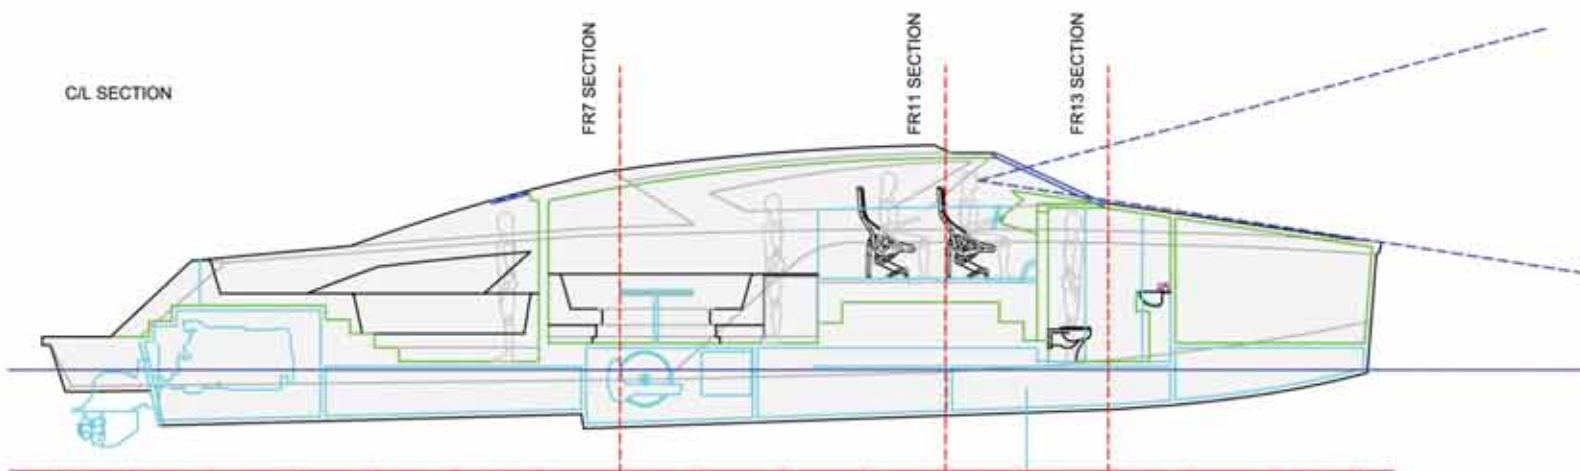 C/L SECTION
FR7 SECTION
FR11 SECTION
FR13 SECTION